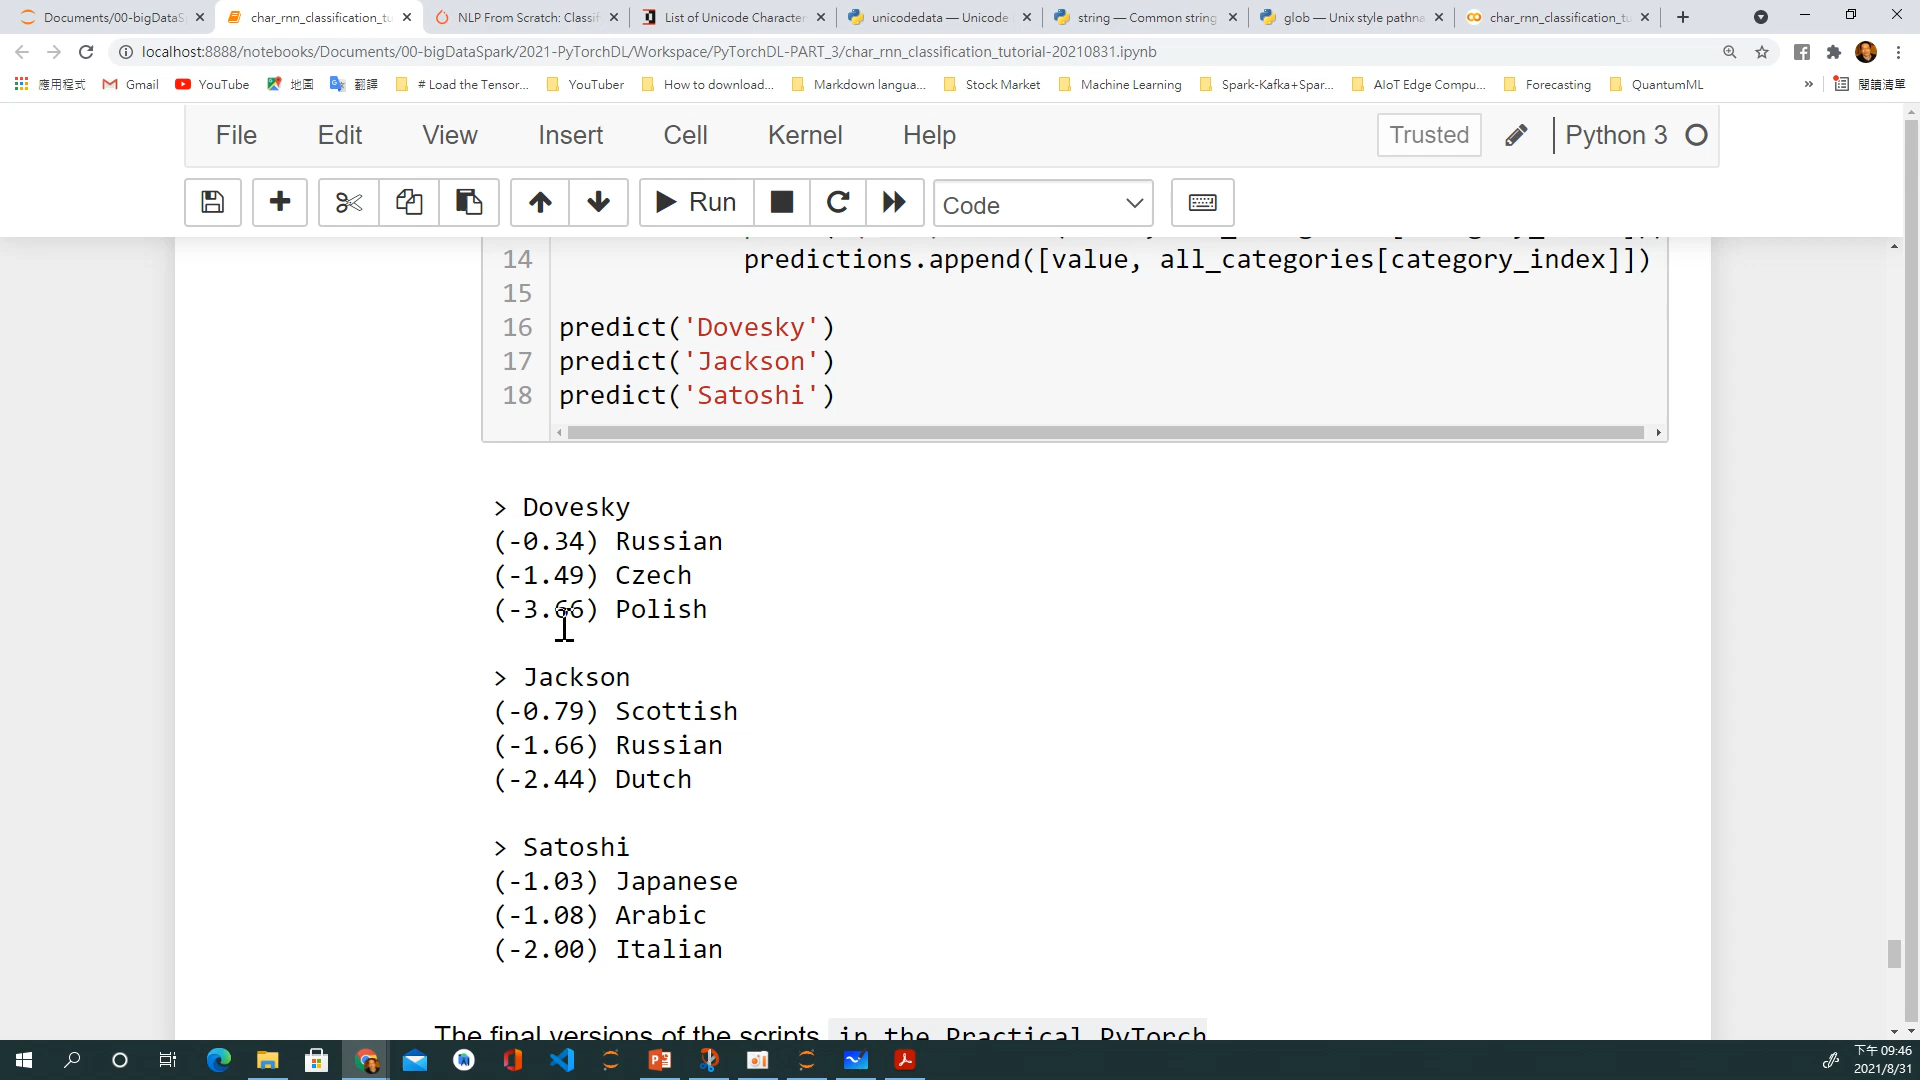 Documents/00-bigDataS
char_rnn_classification_tu
NLP From Scratch: Classif
List of Unicode Character
unicodedata — Unicode
string — Common string
glob — Unix style pathna
char_rnn_classification_tu
localhost:8888/notebooks/Documents/00-bigDataSpark/2021-PyTorchDL/Workspace/PyTorchDL-PART_3/char_rnn_classification_tutorial-20210831.ipynb
應用程式
Gmail
YouTube
地圖
翻譯
# Load the Tensor...
YouTuber
How to download...
Markdown langua...
Stock Market
Machine Learning
Spark-Kafka+Spar...
AIoT Edge Compu...
Forecasting
QuantumML
»
閱讀清單
File Edit View Insert Cell Kernel Help
Trusted
Python 3
Run
Code
14 predictions.append([value, all_categories[category_index]])
15
16 predict('Dovesky')
17 predict('Jackson')
18 predict('Satoshi')
> Dovesky
(-0.34) Russian
(-1.49) Czech
(-3.66) Polish
> Jackson
(-0.79) Scottish
(-1.66) Russian
(-2.44) Dutch
> Satoshi
(-1.03) Japanese
(-1.08) Arabic
(-2.00) Italian
The final versions of the scripts in the Practical PyTorch
下午 09:46
2021/8/31